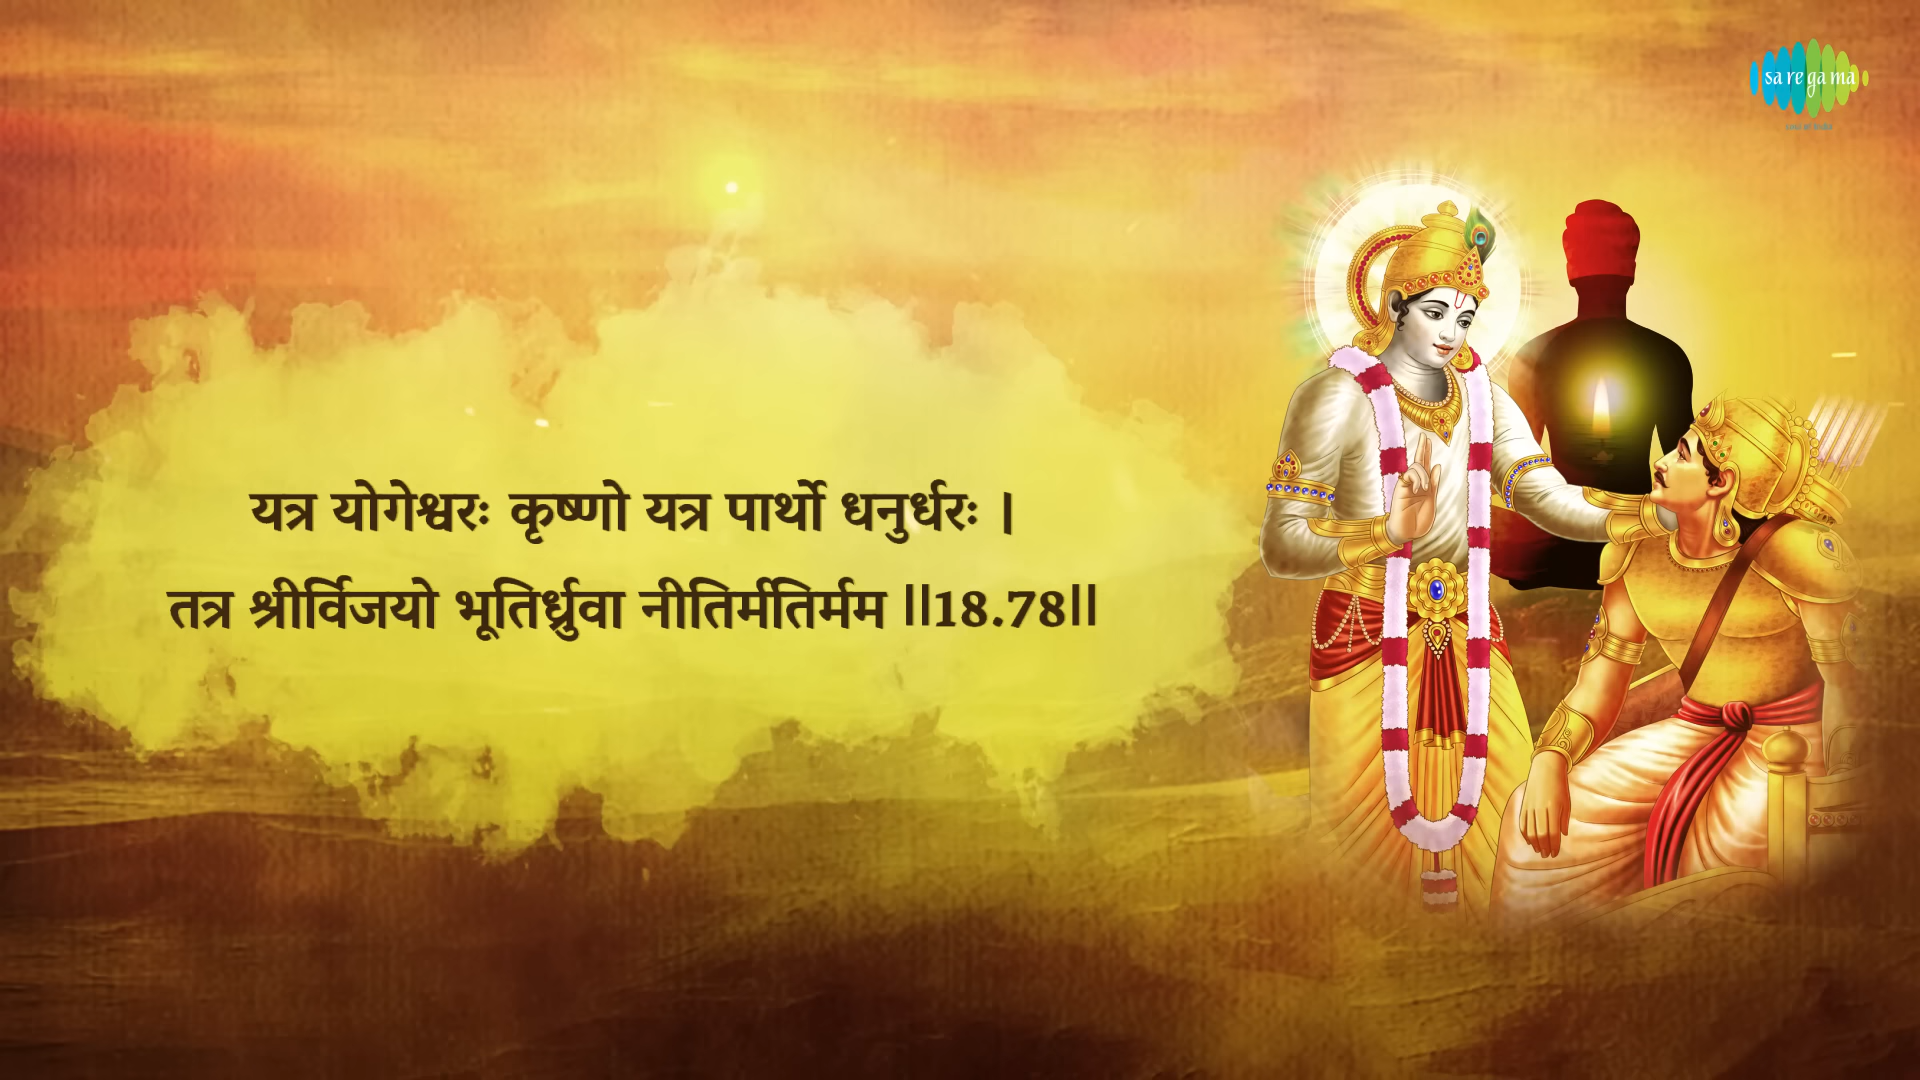 sa re ga ma
यत्र योगेश्वरः कृष्णो यत्र पार्थो धनुर्धरः ।
तत्र श्रीर्विजयो भूतिर्ध्रुवा नीतिर्मतिर्मम ॥18.78॥